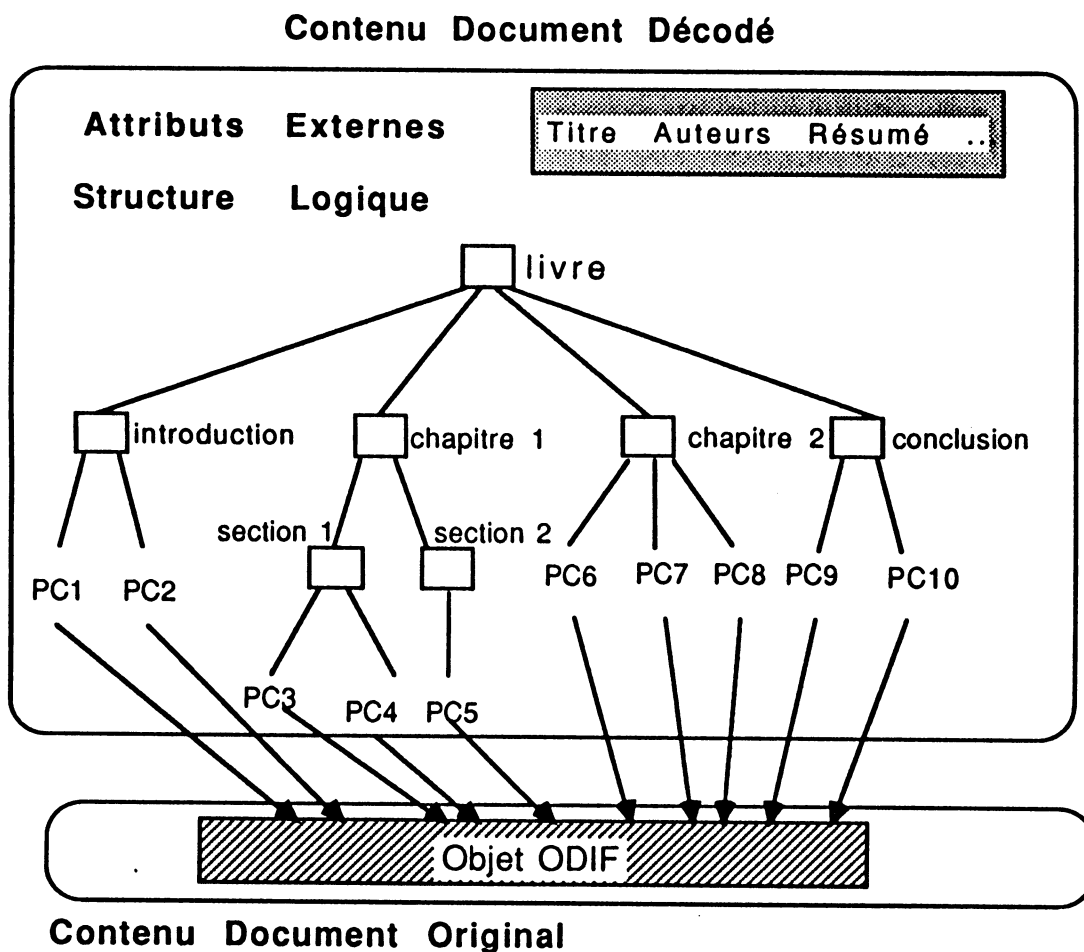 Contenu Document Décodé
Attributs Externes
Titre Auteurs Résumé ..
Structure Logique
livre
introduction
chapitre 1
chapitre 2
conclusion
section 1
section 2
PC1
PC2
PC6
PC7
PC8
PC9
PC10
PC3
PC4
PC5
Objet ODIF
Contenu Document Original